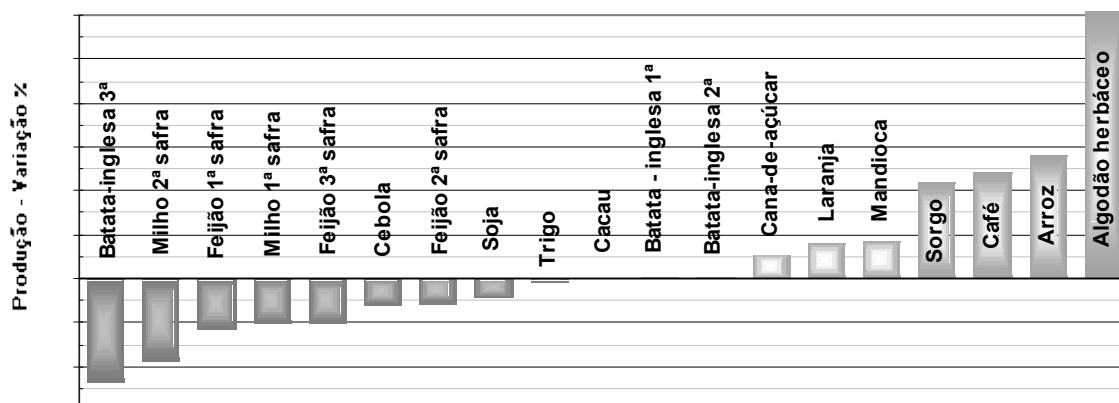 Produção - Variação %
Batata-inglesa 3ª
Milho 2ª safra
Feijão 1ª safra
Milho 1ª safra
Feijão 3ª safra
Cebola
Feijão 2ª safra
Soja
Trigo
Cacau
Batata - inglesa 1ª
Batata-inglesa 2ª
Cana-de-açúcar
Laranja
Mandioca
Sorgo
Café
Arroz
Algodão herbáceo